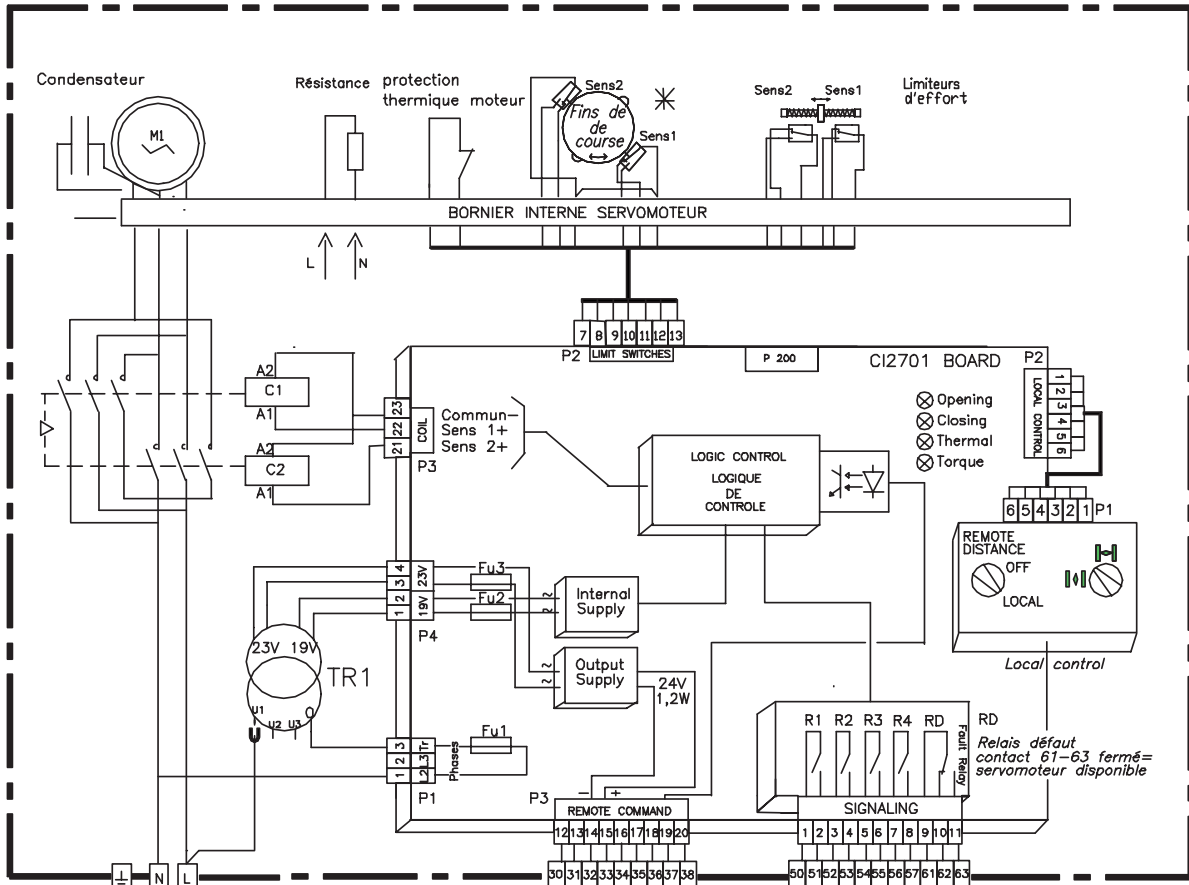 Condensateur
M1
Résistance
protection
thermique moteur
Sens2
Fins de
de
course
Sens1
Sens2 Sens1
Limiteurs
d'effort
BORNIER INTERNE SERVOMOTEUR
L N
7 8 9 10 11 12 13
P2 LIMIT SWITCHES
P 200
CI2701 BOARD
P2
LOCAL CONTROL
1
2
3
4
5
6
A2
C1
A1
A2
C2
A1
23
22
21
COIL
P3
Commun-
Sens 1+
Sens 2+
Opening
Closing
Thermal
Torque
LOGIC CONTROL
LOGIQUE
DE
CONTROLE
6 5 4 3 2 1 P1
REMOTE
DISTANCE
OFF
LOCAL
Local control
4
3
2
1
23V
19V
P4
Fu3
Fu2
~
~
Internal
Supply
~
~
Output
Supply
24V
1,2W
23V 19V
TR1
U1 U2 U3 0
3
2
1
Tr
L3
L2
Phases
P1
Fu1
R1 R2 R3 R4 RD
Fault Relay
RD
Relais défaut
contact 61-63 fermé=
servomoteur disponible
P3
- +
REMOTE COMMAND
12 13 14 15 16 17 18 19 20
30 31 32 33 34 35 36 37 38
SIGNALING
1 2 3 4 5 6 7 8 9 10 11
50 51 52 53 54 55 56 57 61 62 63
N L